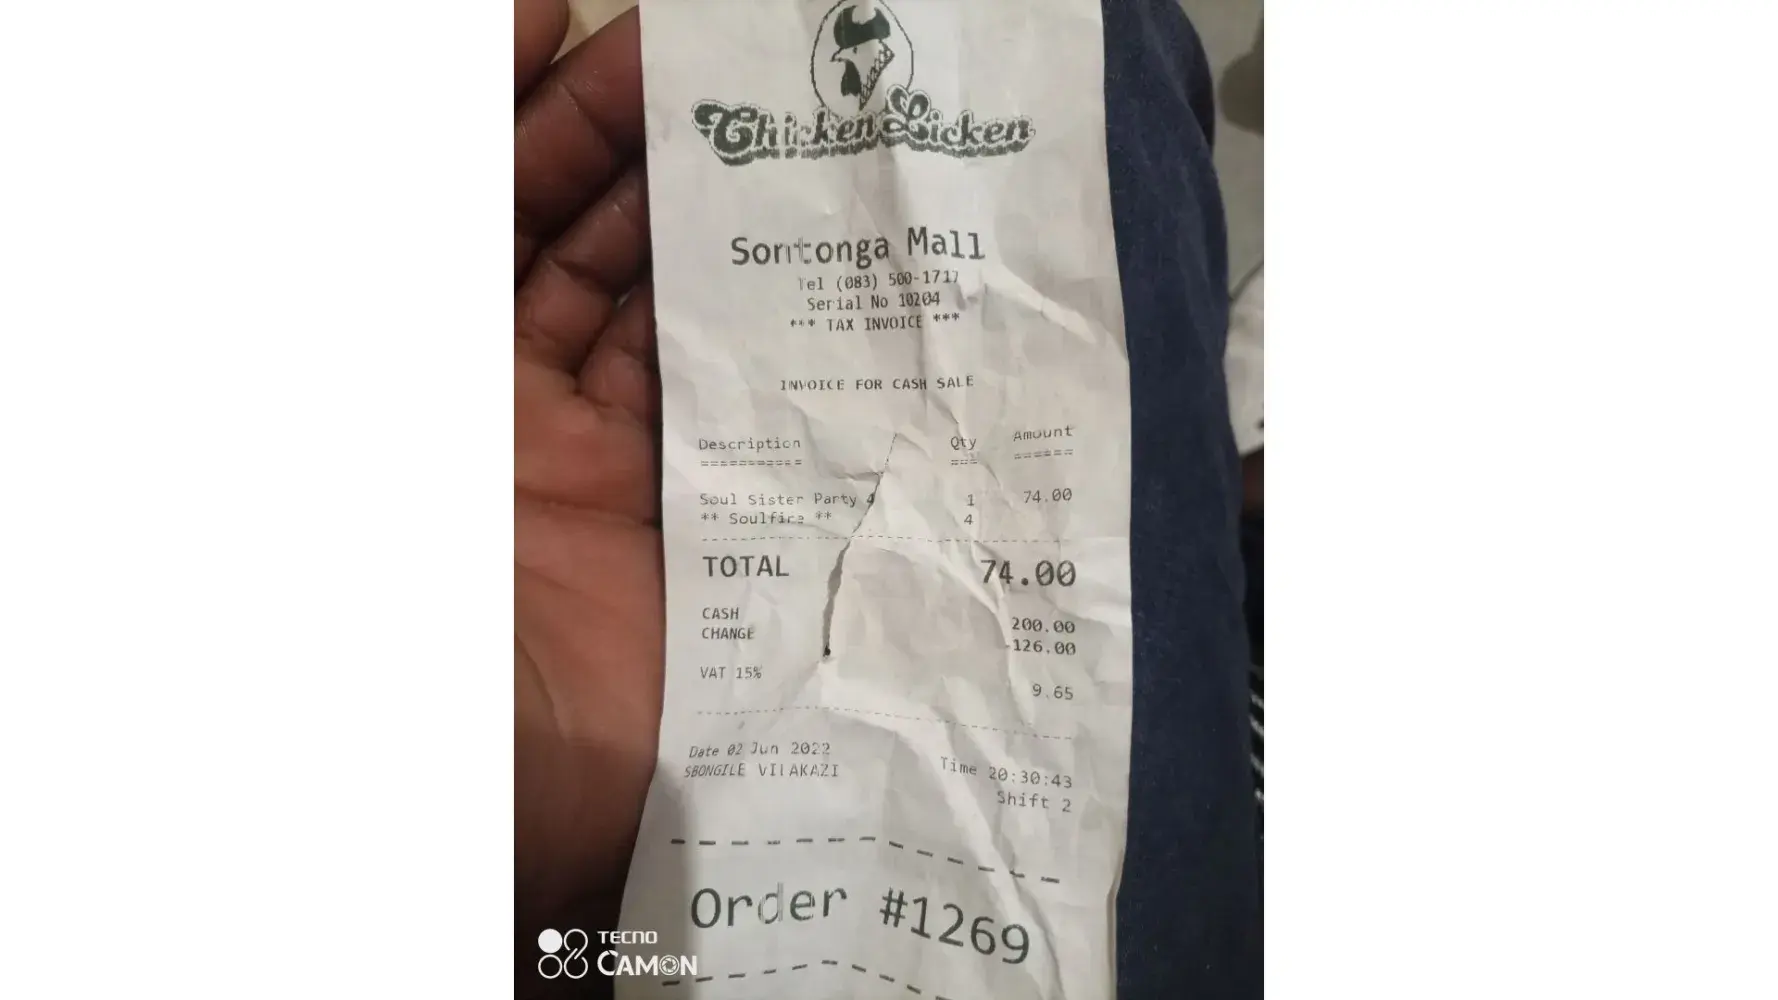 Chicken Licken
Sontonga Mall
Tel (083) 500-1717
Serial No 10204
*** TAX INVOICE ***
INVOICE FOR CASH SALE
Description Qty Amount
=========== === ======
Soul Sister Party 4 1 74.00
** Soulfire ** 4
TOTAL 74.00
CASH 200.00
CHANGE -126.00
VAT 15% 9.65
Date 02 Jun 2022 Time 20:30:43
SBONGILE VILAKAZI Shift 2
Order #1269
TECNO
CAMON